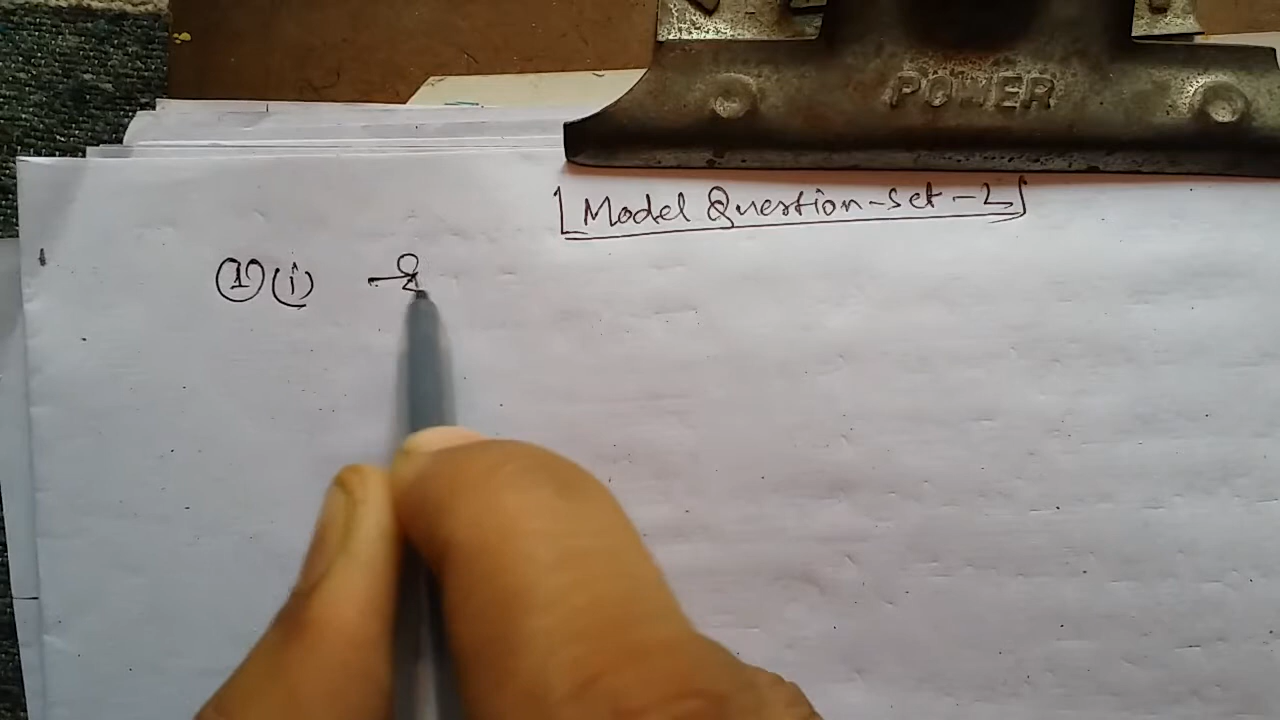 POWER
Model Question-set-2
① (i)